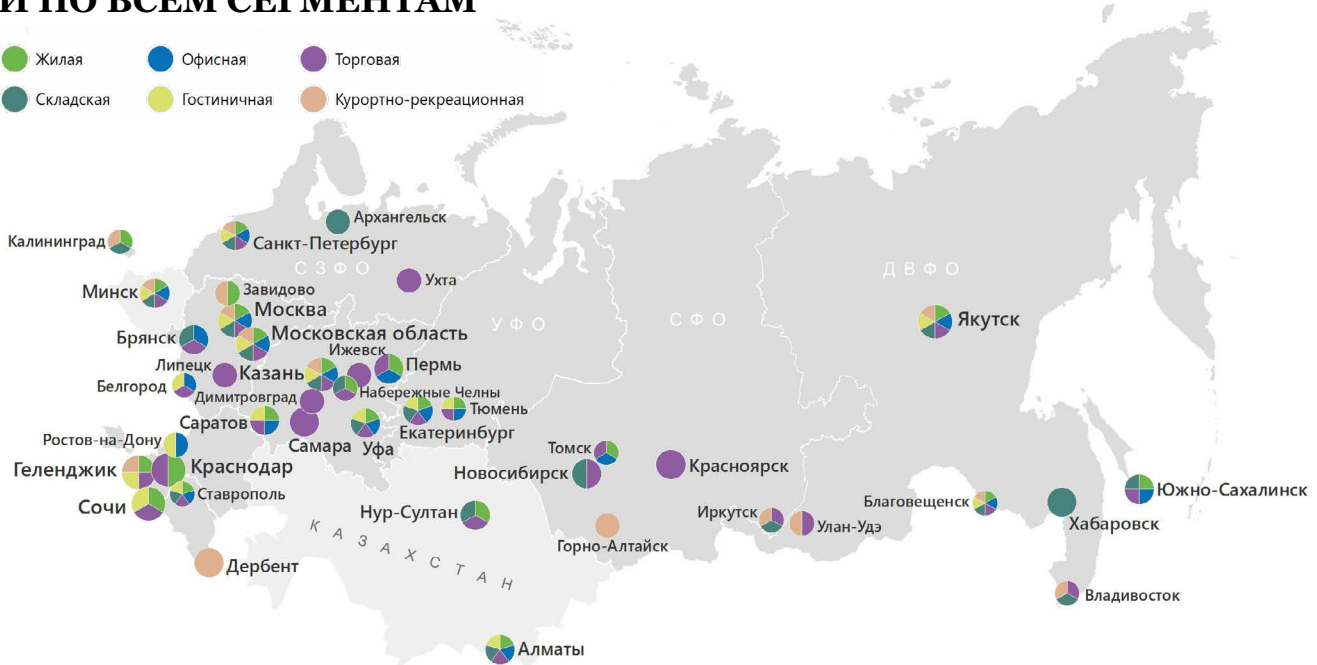 И ПО ВСЕМ СЕГМЕНТАМ
Жилая
Офисная
Торговая
Складская
Гостиничная
Курортно-рекреационная
Архангельск
Калининград
Санкт-Петербург
СЗФО
ДВФО
Ухта
Минск
Завидово
Москва
Якутск
УФО
СФО
Брянск
Московская область
Ижевск
Липецк
Казань
Пермь
Белгород
Димитровград
Набережные Челны
Тюмень
Саратов
Екатеринбург
Ростов-на-Дону
Самара
Уфа
Томск
Геленджик
Краснодар
Новосибирск
Красноярск
Ставрополь
Южно-Сахалинск
Сочи
Благовещенск
Нур-Султан
Иркутск
Улан-Удэ
Хабаровск
КАЗАХСТАН
Горно-Алтайск
Дербент
Владивосток
Алматы